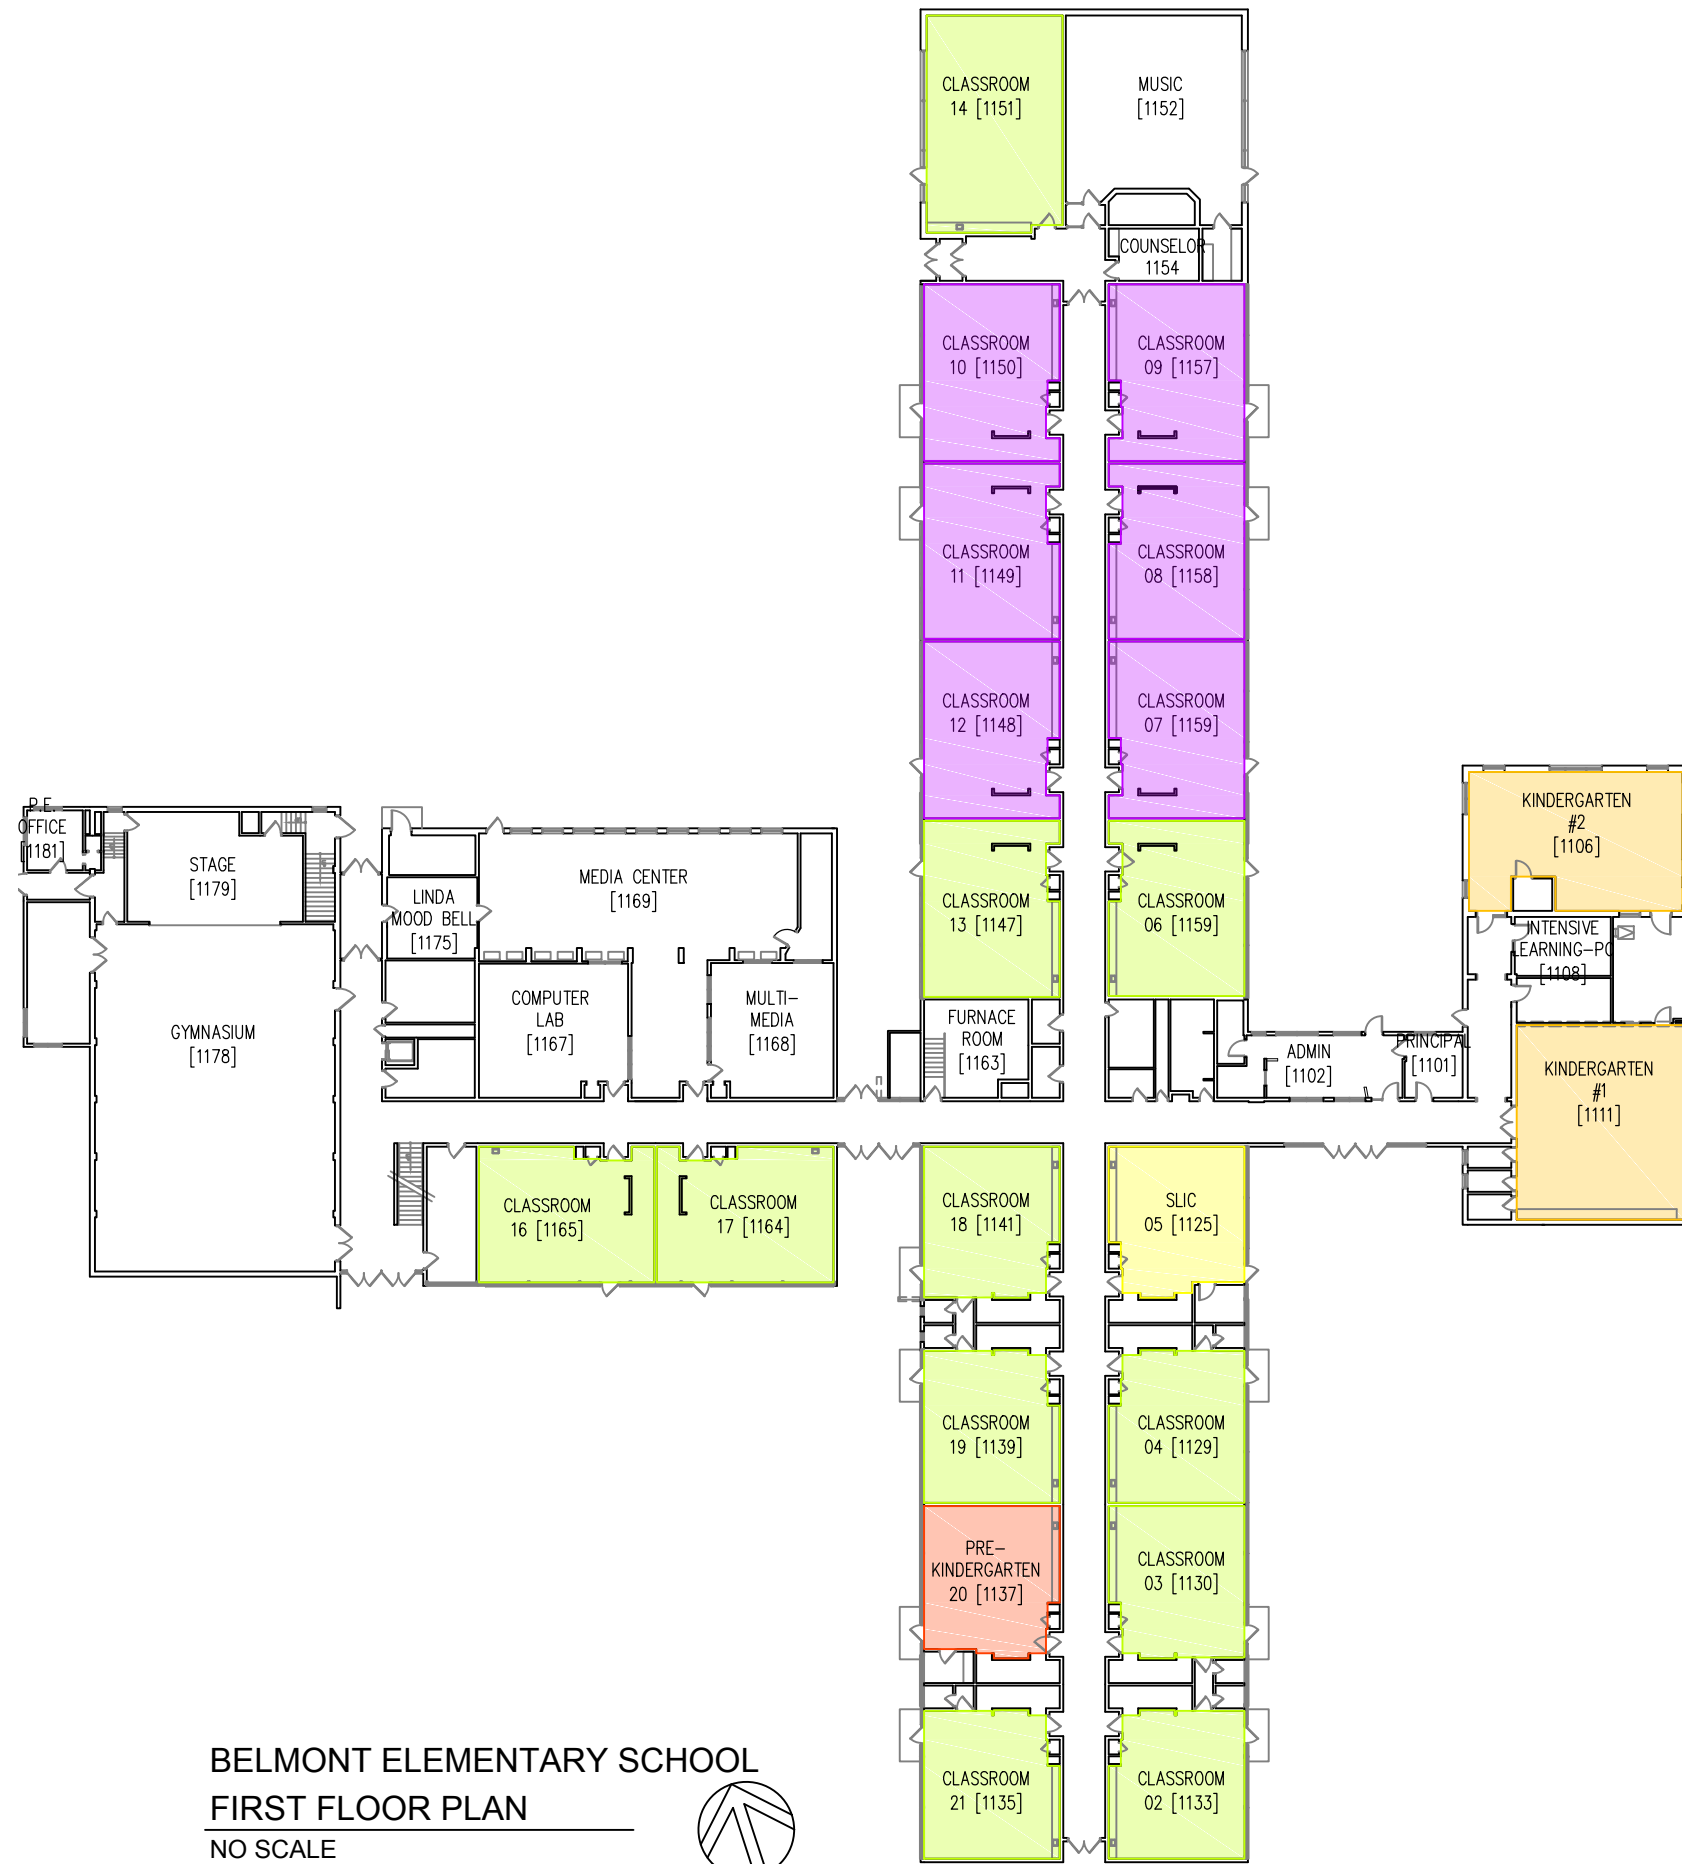 CLASSROOM
14 [1151]
MUSIC
[1152]
COUNSELOR
1154
CLASSROOM
10 [1150]
CLASSROOM
09 [1157]
CLASSROOM
11 [1149]
CLASSROOM
08 [1158]
CLASSROOM
12 [1148]
CLASSROOM
07 [1159]
P.E.
OFFICE
[1181]
STAGE
[1179]
LINDA
MOOD BELL
[1175]
MEDIA CENTER
[1169]
CLASSROOM
13 [1147]
CLASSROOM
06 [1159]
KINDERGARTEN
#2
[1106]
INTENSIVE
LEARNING-PC
[1108]
GYMNASIUM
[1178]
COMPUTER
LAB
[1167]
MULTI-
MEDIA
[1168]
FURNACE
ROOM
[1163]
ADMIN
[1102]
PRINCIPAL
[1101]
KINDERGARTEN
#1
[1111]
CLASSROOM
16 [1165]
CLASSROOM
17 [1164]
CLASSROOM
18 [1141]
SLIC
05 [1125]
CLASSROOM
19 [1139]
CLASSROOM
04 [1129]
PRE-
KINDERGARTEN
20 [1137]
CLASSROOM
03 [1130]
CLASSROOM
21 [1135]
CLASSROOM
02 [1133]
BELMONT ELEMENTARY SCHOOL
FIRST FLOOR PLAN
NO SCALE